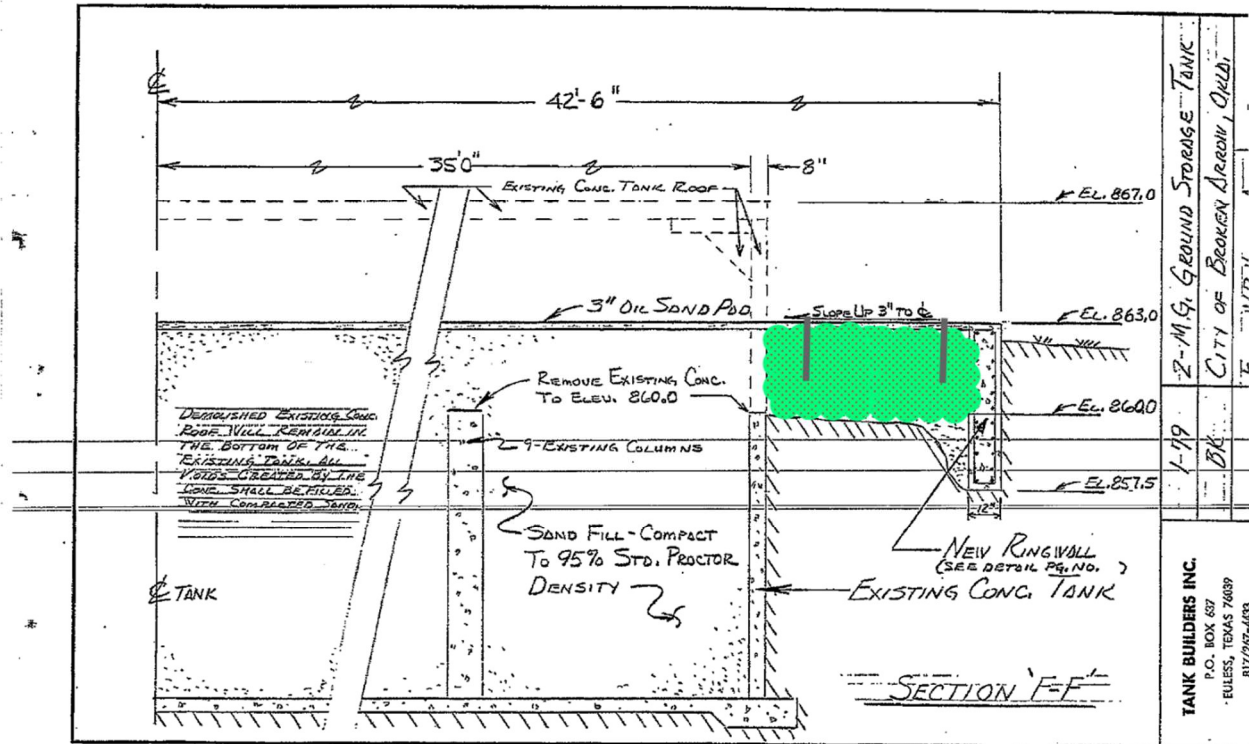 42'-6"
35'0"
8"
EXISTING CONC. TANK ROOF
EL. 867.0
3" OIL SAND PAD
SLOPE UP 3" TO ℄
EL. 863.0
REMOVE EXISTING CONC.
TO ELEV. 860.0
EL. 860.0
DEMOLISHED EXISTING CONC.
ROOF WILL REMAIN IN
THE BOTTOM OF THE
EXISTING TANK. ALL
VOIDS CREATED BY THE
CONC. SHALL BE FILLED
WITH COMPACTED SAND.
9-EXISTING COLUMNS
EL. 857.5
12"
SAND FILL-COMPACT
TO 95% STD. PROCTOR
DENSITY
NEW RINGWALL
(SEE DETAIL PG. NO. )
EXISTING CONC. TANK
℄ TANK
SECTION 'F-F'
2-M.G. GROUND STORAGE TANK
CITY OF BROKEN ARROW, OKLA.
1-79
BK
TANK BUILDERS INC.
P.O. BOX 637
EULESS, TEXAS 76039